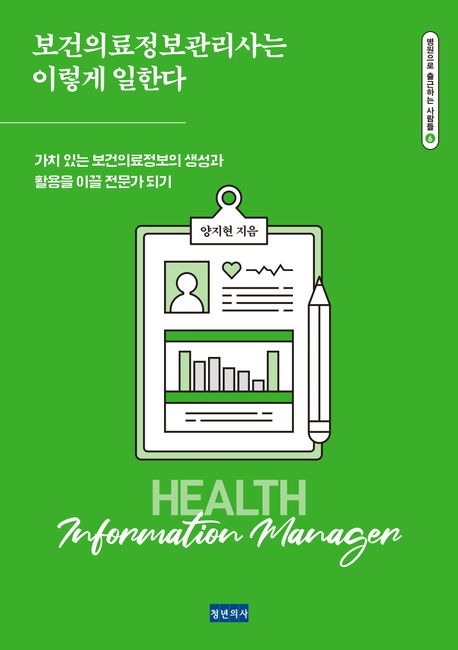 보건의료정보관리사는
이렇게 일한다
병원으로 출근하는 사람들 6
가치 있는 보건의료정보의 생성과
활용을 이끌 전문가 되기
양지현 지음
HEALTH
Information Manager
청년의사